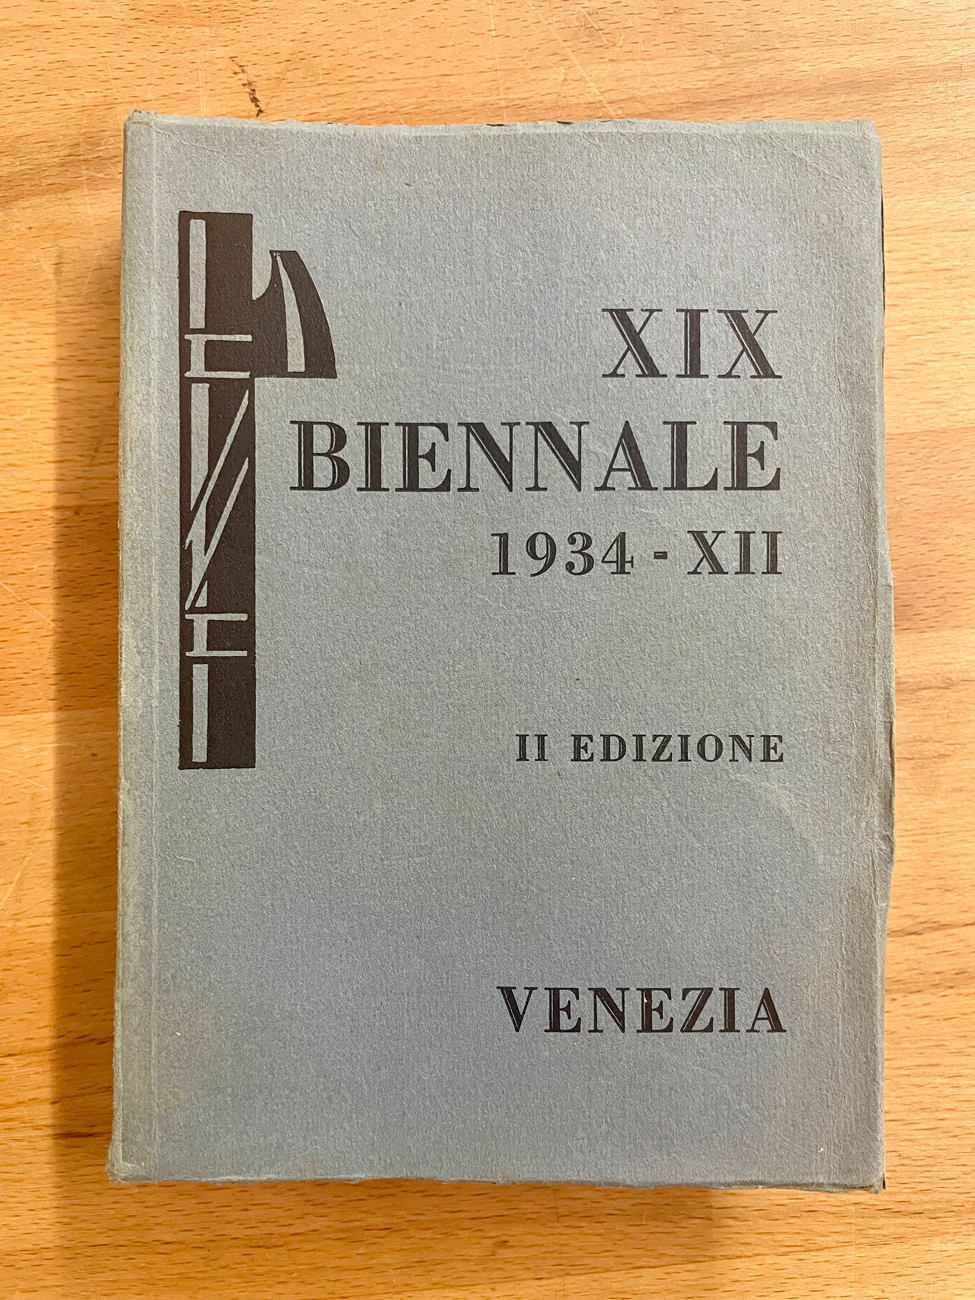 XIX
BIENNALE
1934 - XII
II EDIZIONE
VENEZIA